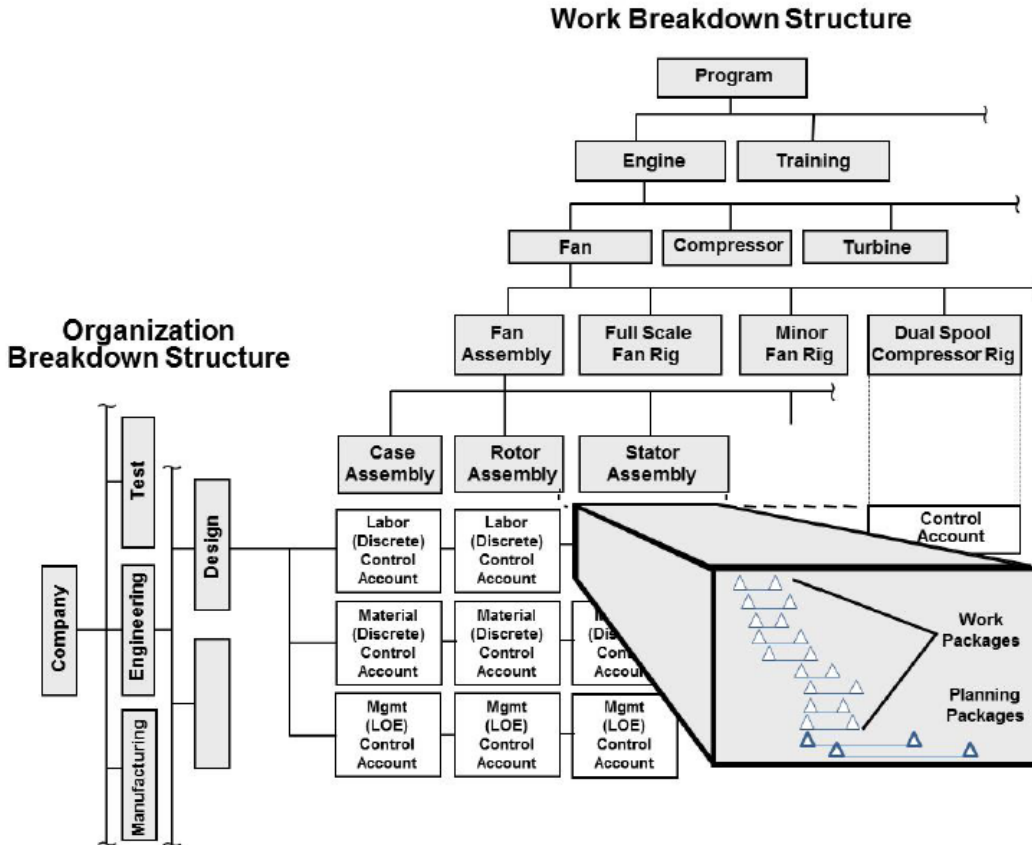 Work Breakdown Structure
Program
Engine
Training
Fan
Compressor
Turbine
Organization
Breakdown Structure
Fan
Assembly
Full Scale
Fan Rig
Minor
Fan Rig
Dual Spool
Compressor Rig
Case
Assembly
Rotor
Assembly
Stator
Assembly
Company
Test
Engineering
Manufacturing
Design
Labor
(Discrete)
Control
Account
Labor
(Discrete)
Control
Account
Control
Account
Material
(Discrete)
Control
Account
Material
(Discrete)
Control
Account
(Dis
Con
Acco
Mgmt
(LOE)
Control
Account
Mgmt
(LOE)
Control
Account
Mgmt
(LOE)
Control
Account
Work
Packages
Planning
Packages